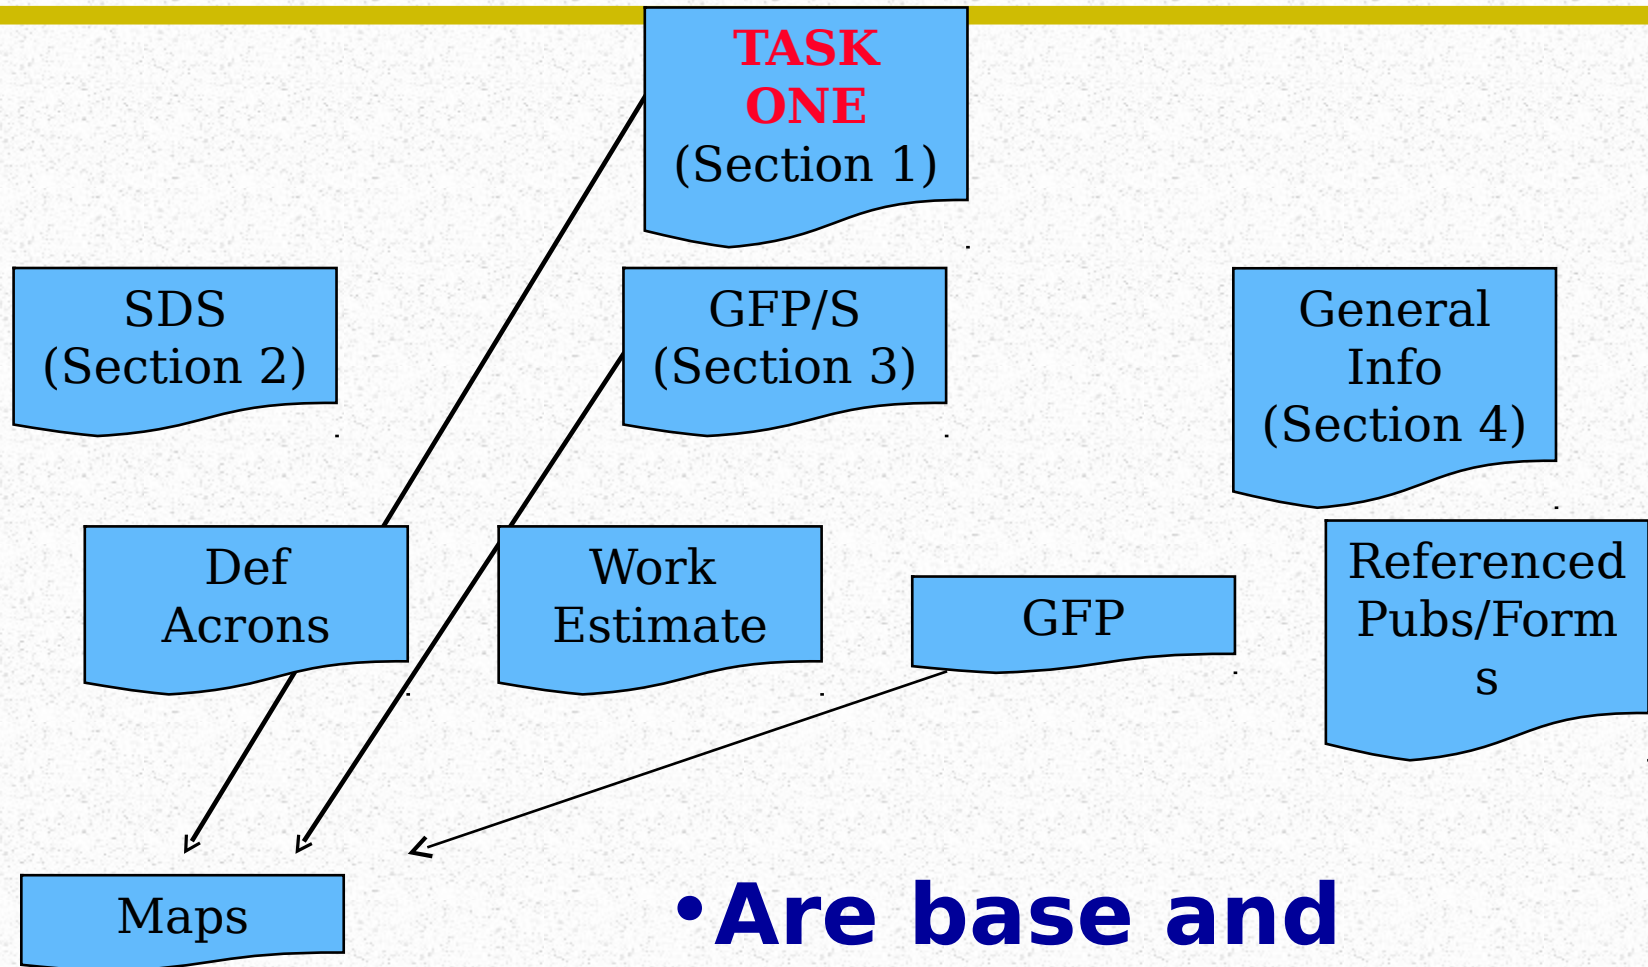 TASK
ONE
(Section 1)
SDS
(Section 2)
GFP/S
(Section 3)
General
Info
(Section 4)
Def
Acrons
Work
Estimate
GFP
Referenced
Pubs/Form
s
Maps
•Are base and